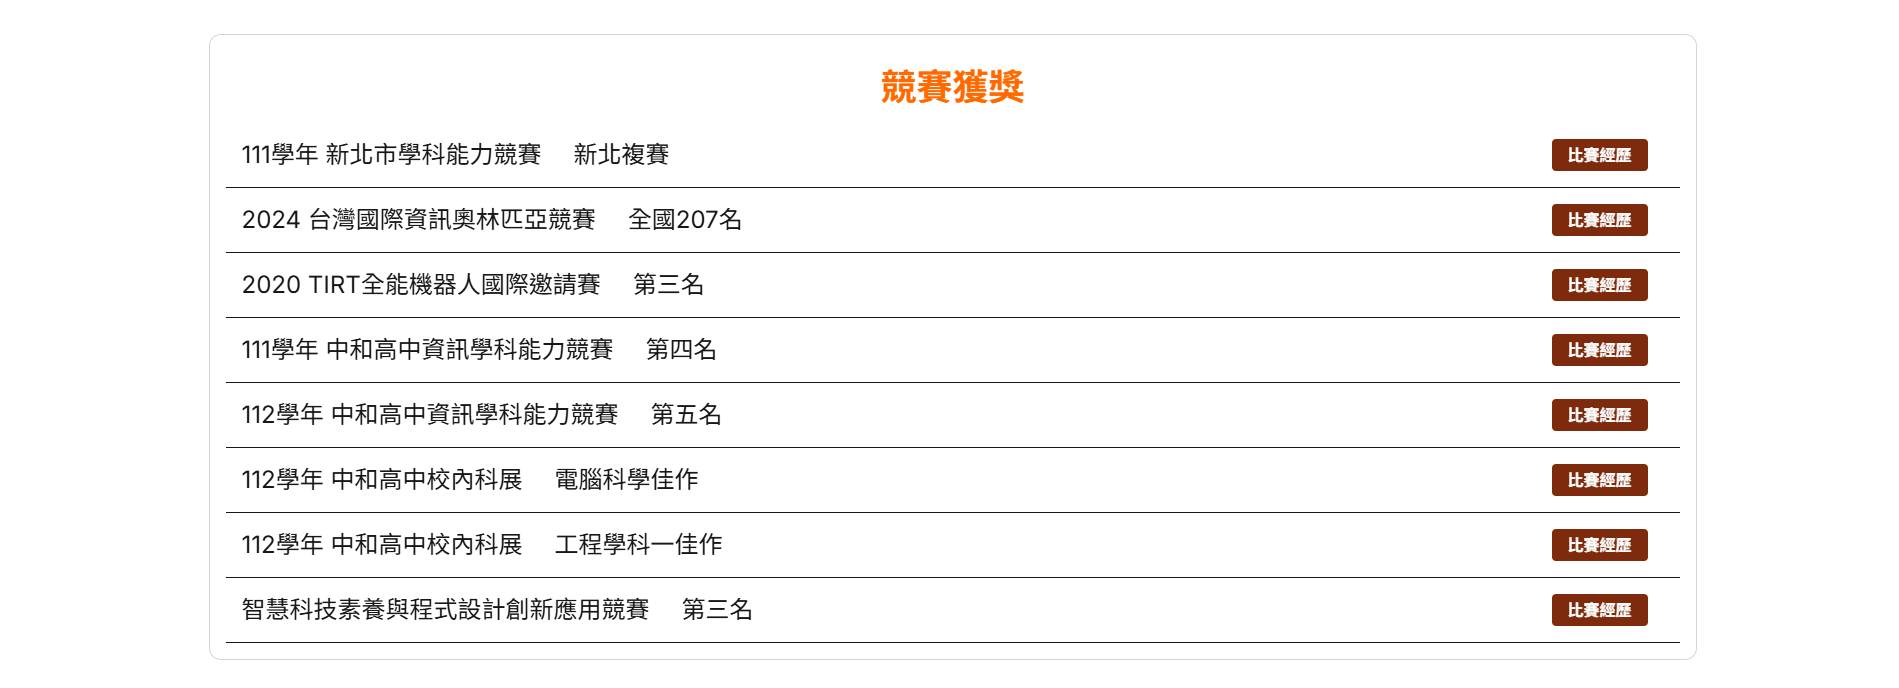 競賽獲獎
111學年 新北市學科能力競賽 新北複賽 比賽經歷
2024 台灣國際資訊奧林匹亞競賽 全國207名 比賽經歷
2020 TIRT全能機器人國際邀請賽 第三名 比賽經歷
111學年 中和高中資訊學科能力競賽 第四名 比賽經歷
112學年 中和高中資訊學科能力競賽 第五名 比賽經歷
112學年 中和高中校內科展 電腦科學佳作 比賽經歷
112學年 中和高中校內科展 工程學科一佳作 比賽經歷
智慧科技素養與程式設計創新應用競賽 第三名 比賽經歷